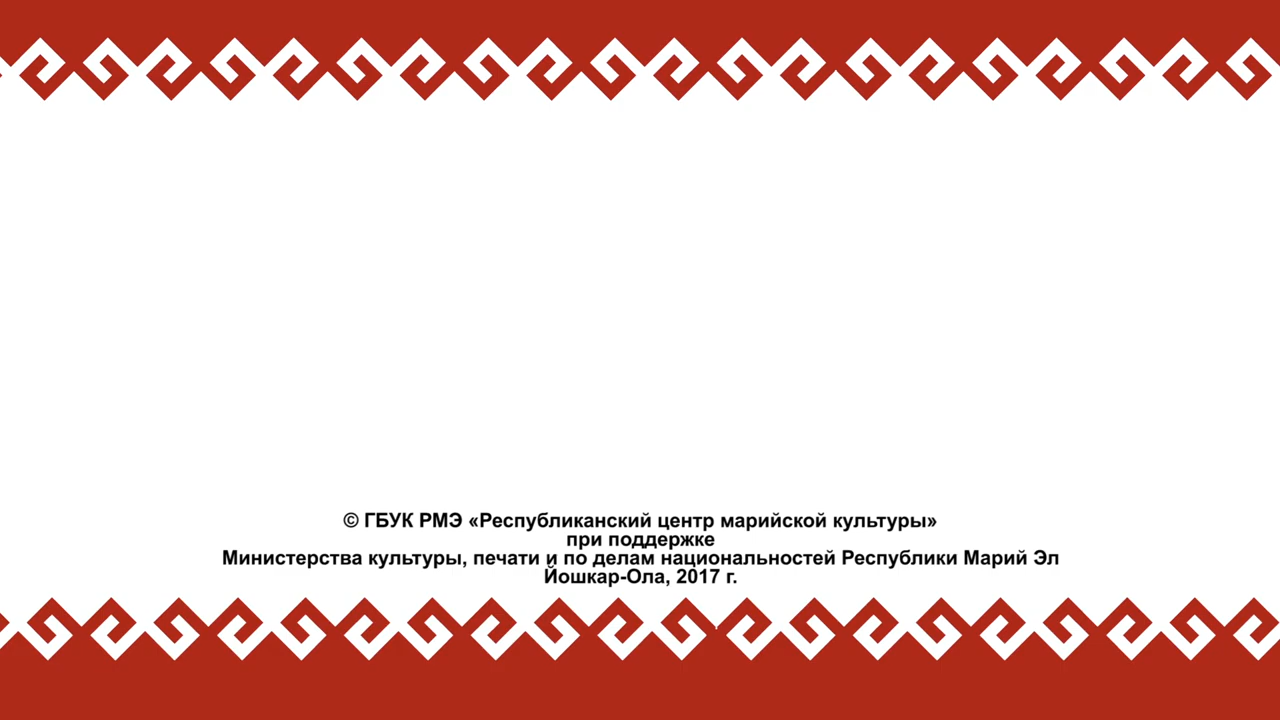 © ГБУК РМЭ «Республиканский центр марийской культуры»
при поддержке
Министерства культуры, печати и по делам национальностей Республики Марий Эл
Йошкар-Ола, 2017 г.